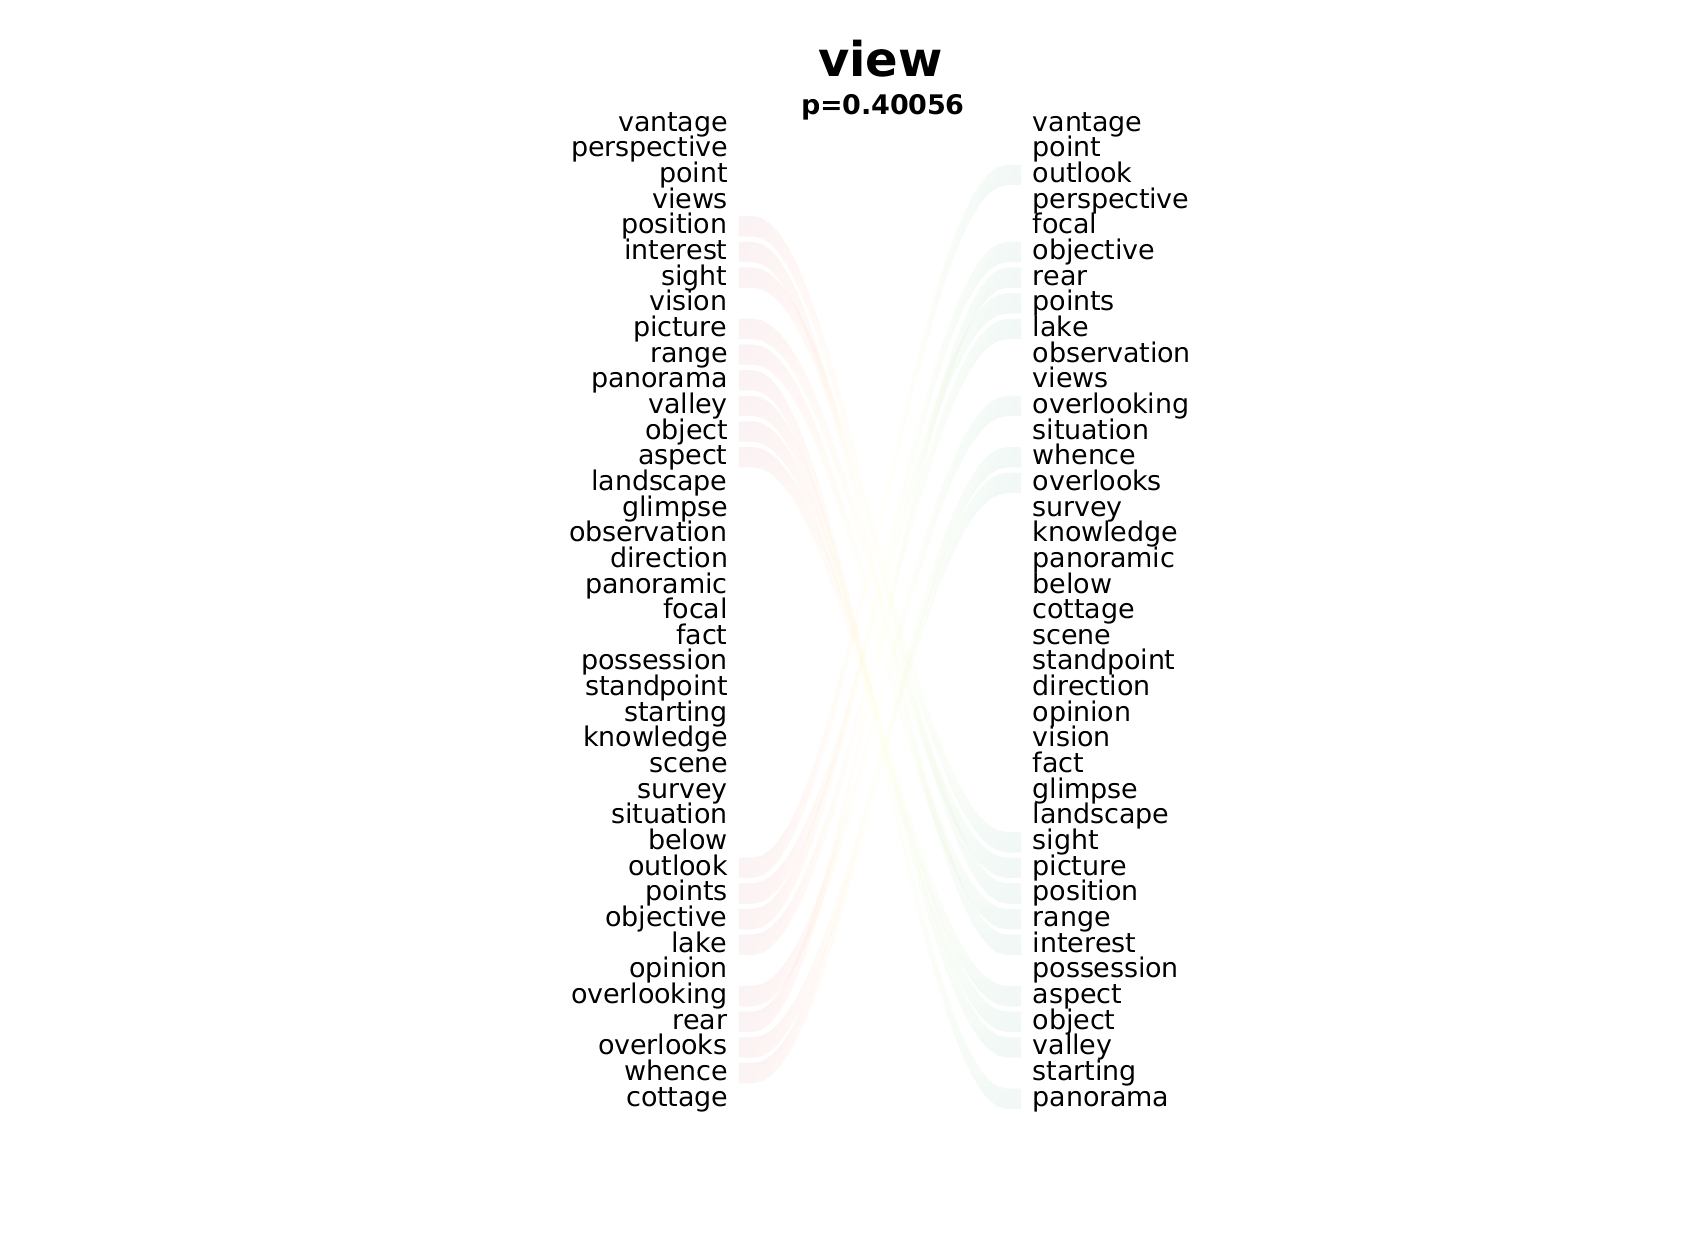 view
p=0.40056
vantage
perspective
point
views
position
interest
sight
vision
picture
range
panorama
valley
object
aspect
landscape
glimpse
observation
direction
panoramic
focal
fact
possession
standpoint
starting
knowledge
scene
survey
situation
below
outlook
points
objective
lake
opinion
overlooking
rear
overlooks
whence
cottage
vantage
point
outlook
perspective
focal
objective
rear
points
lake
observation
views
overlooking
situation
whence
overlooks
survey
knowledge
panoramic
below
cottage
scene
standpoint
direction
opinion
vision
fact
glimpse
landscape
sight
picture
position
range
interest
possession
aspect
object
valley
starting
panorama